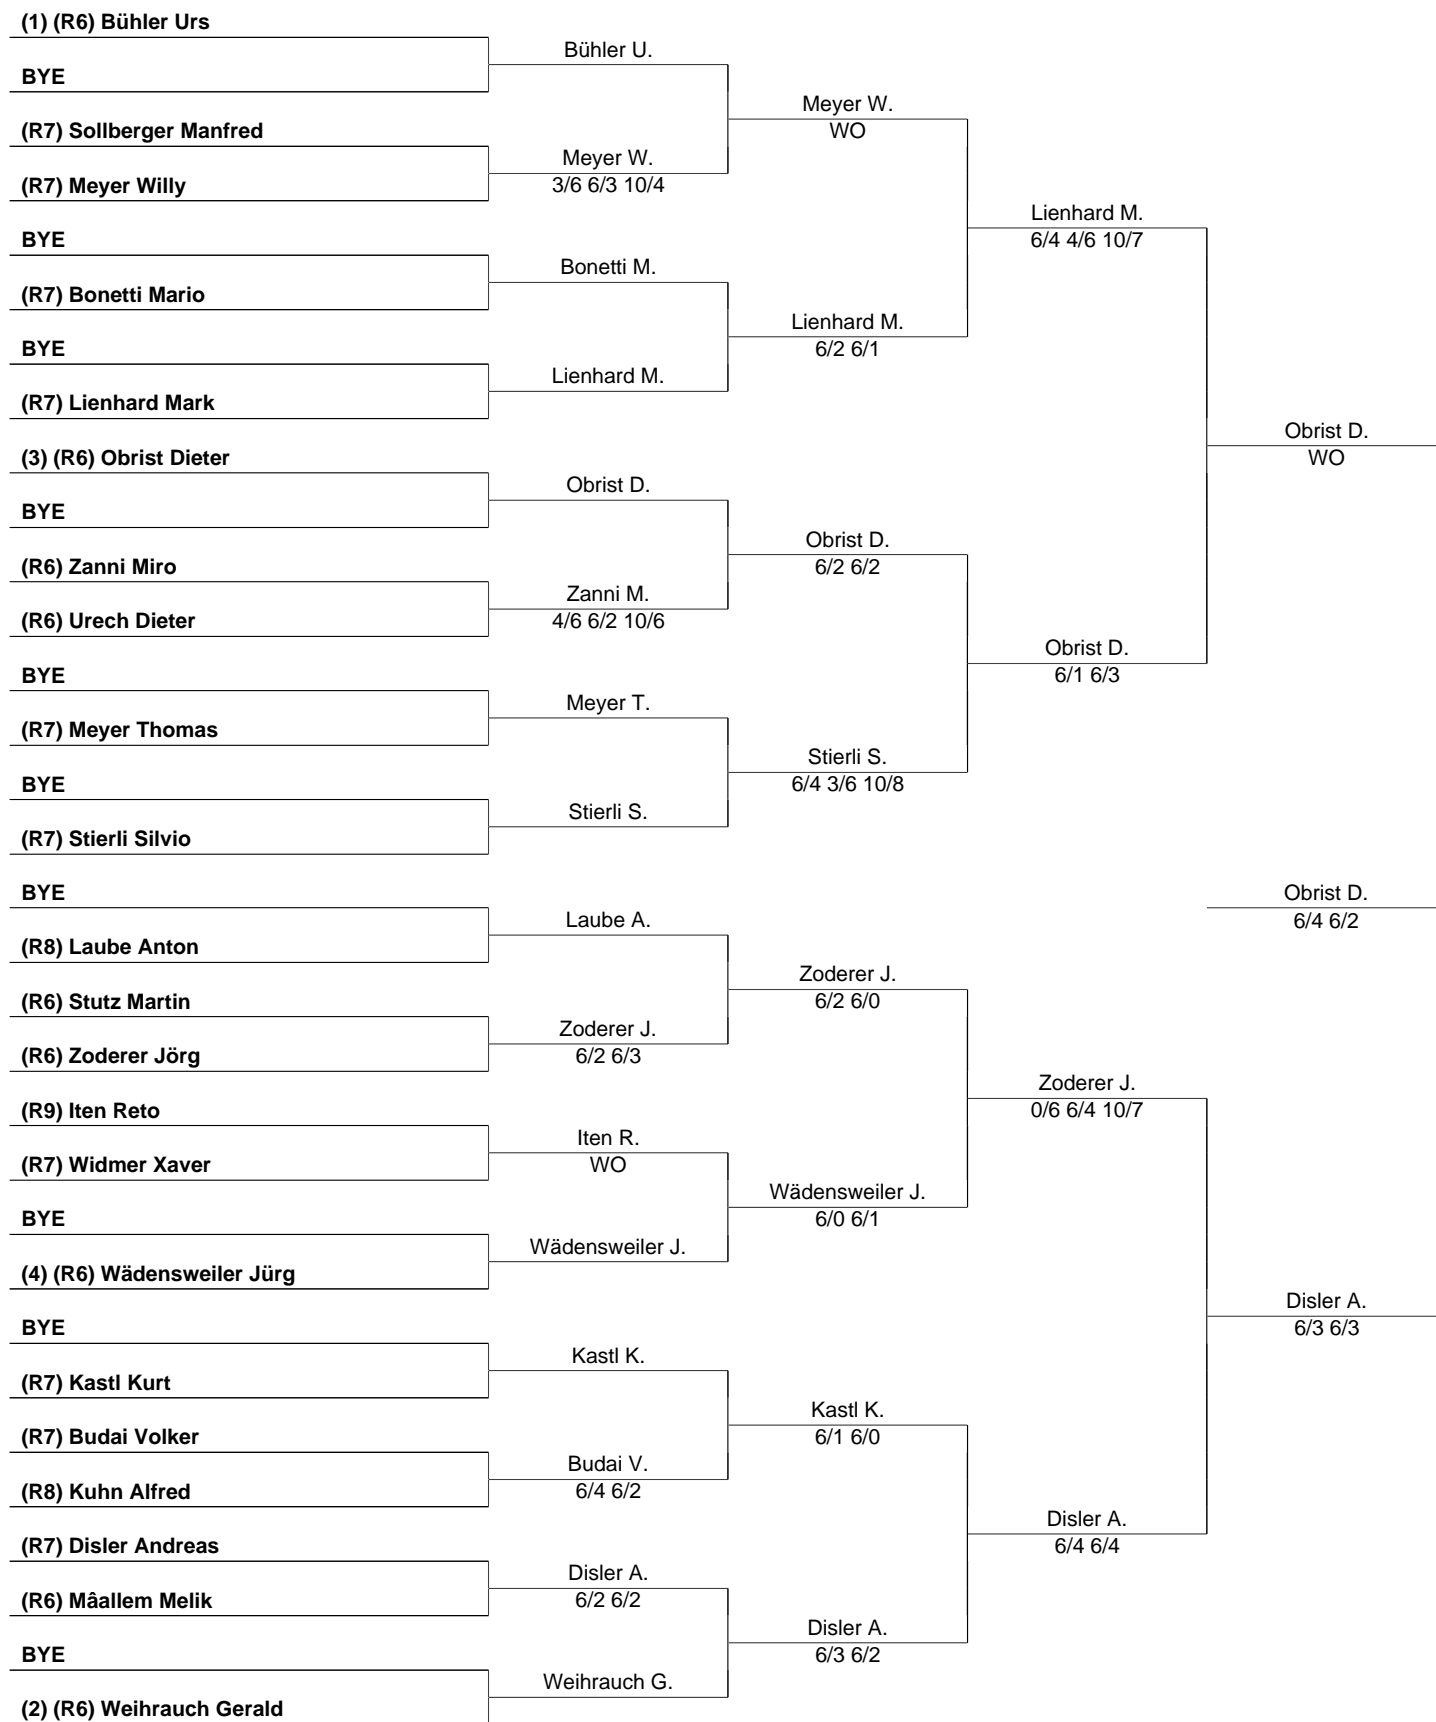 (1) (R6) Bühler Urs
BYE
(R7) Sollberger Manfred
(R7) Meyer Willy
BYE
(R7) Bonetti Mario
BYE
(R7) Lienhard Mark
(3) (R6) Obrist Dieter
BYE
(R6) Zanni Miro
(R6) Urech Dieter
BYE
(R7) Meyer Thomas
BYE
(R7) Stierli Silvio
BYE
(R8) Laube Anton
(R6) Stutz Martin
(R6) Zoderer Jörg
(R9) Iten Reto
(R7) Widmer Xaver
BYE
(4) (R6) Wädensweiler Jürg
BYE
(R7) Kastl Kurt
(R7) Budai Volker
(R8) Kuhn Alfred
(R7) Disler Andreas
(R6) Mâallem Melik
BYE
(2) (R6) Weihrauch Gerald
Bühler U.
Meyer W.
3/6 6/3 10/4
Bonetti M.
Lienhard M.
Obrist D.
Zanni M.
4/6 6/2 10/6
Meyer T.
Stierli S.
Laube A.
Zoderer J.
6/2 6/3
Iten R.
WO
Wädensweiler J.
Kastl K.
Budai V.
6/4 6/2
Disler A.
6/2 6/2
Weihrauch G.
Meyer W.
WO
Lienhard M.
6/2 6/1
Obrist D.
6/2 6/2
Stierli S.
6/4 3/6 10/8
Zoderer J.
6/2 6/0
Wädensweiler J.
6/0 6/1
Kastl K.
6/1 6/0
Disler A.
6/3 6/2
Lienhard M.
6/4 4/6 10/7
Obrist D.
6/1 6/3
Zoderer J.
0/6 6/4 10/7
Disler A.
6/4 6/4
Obrist D.
WO
Obrist D.
6/4 6/2
Disler A.
6/3 6/3